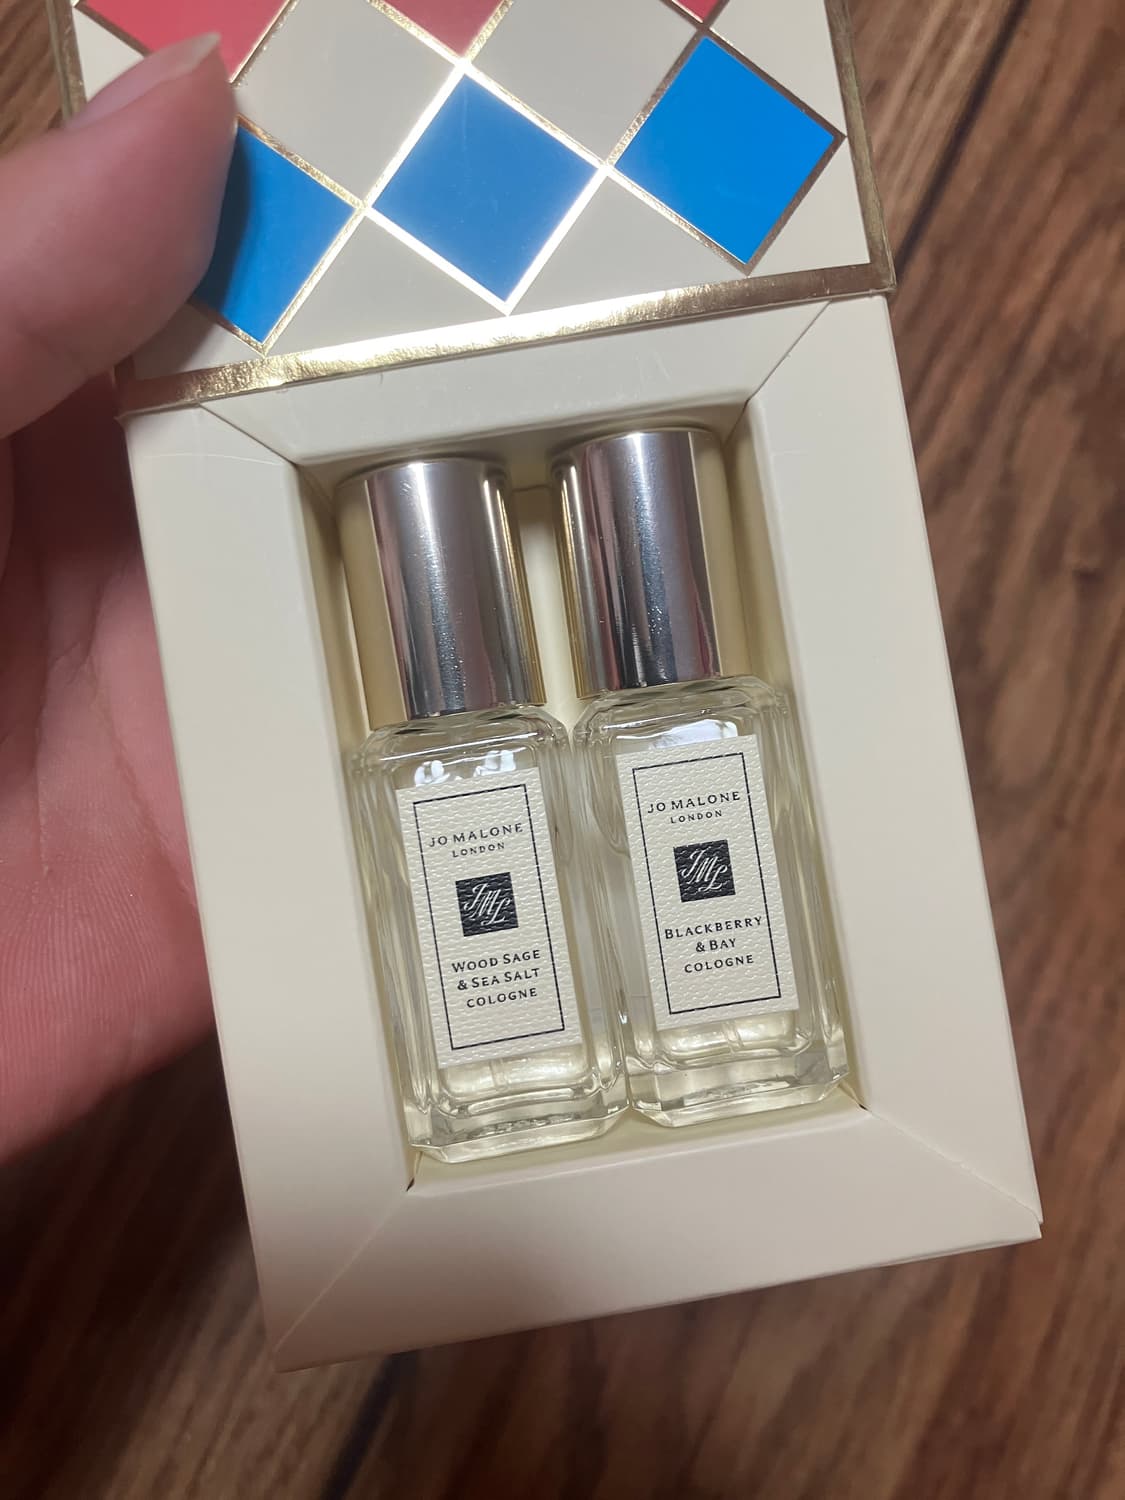 JO MALONE
LONDON
JML
WOOD SAGE
& SEA SALT
COLOGNE
JO MALONE
LONDON
JML
BLACKBERRY
& BAY
COLOGNE